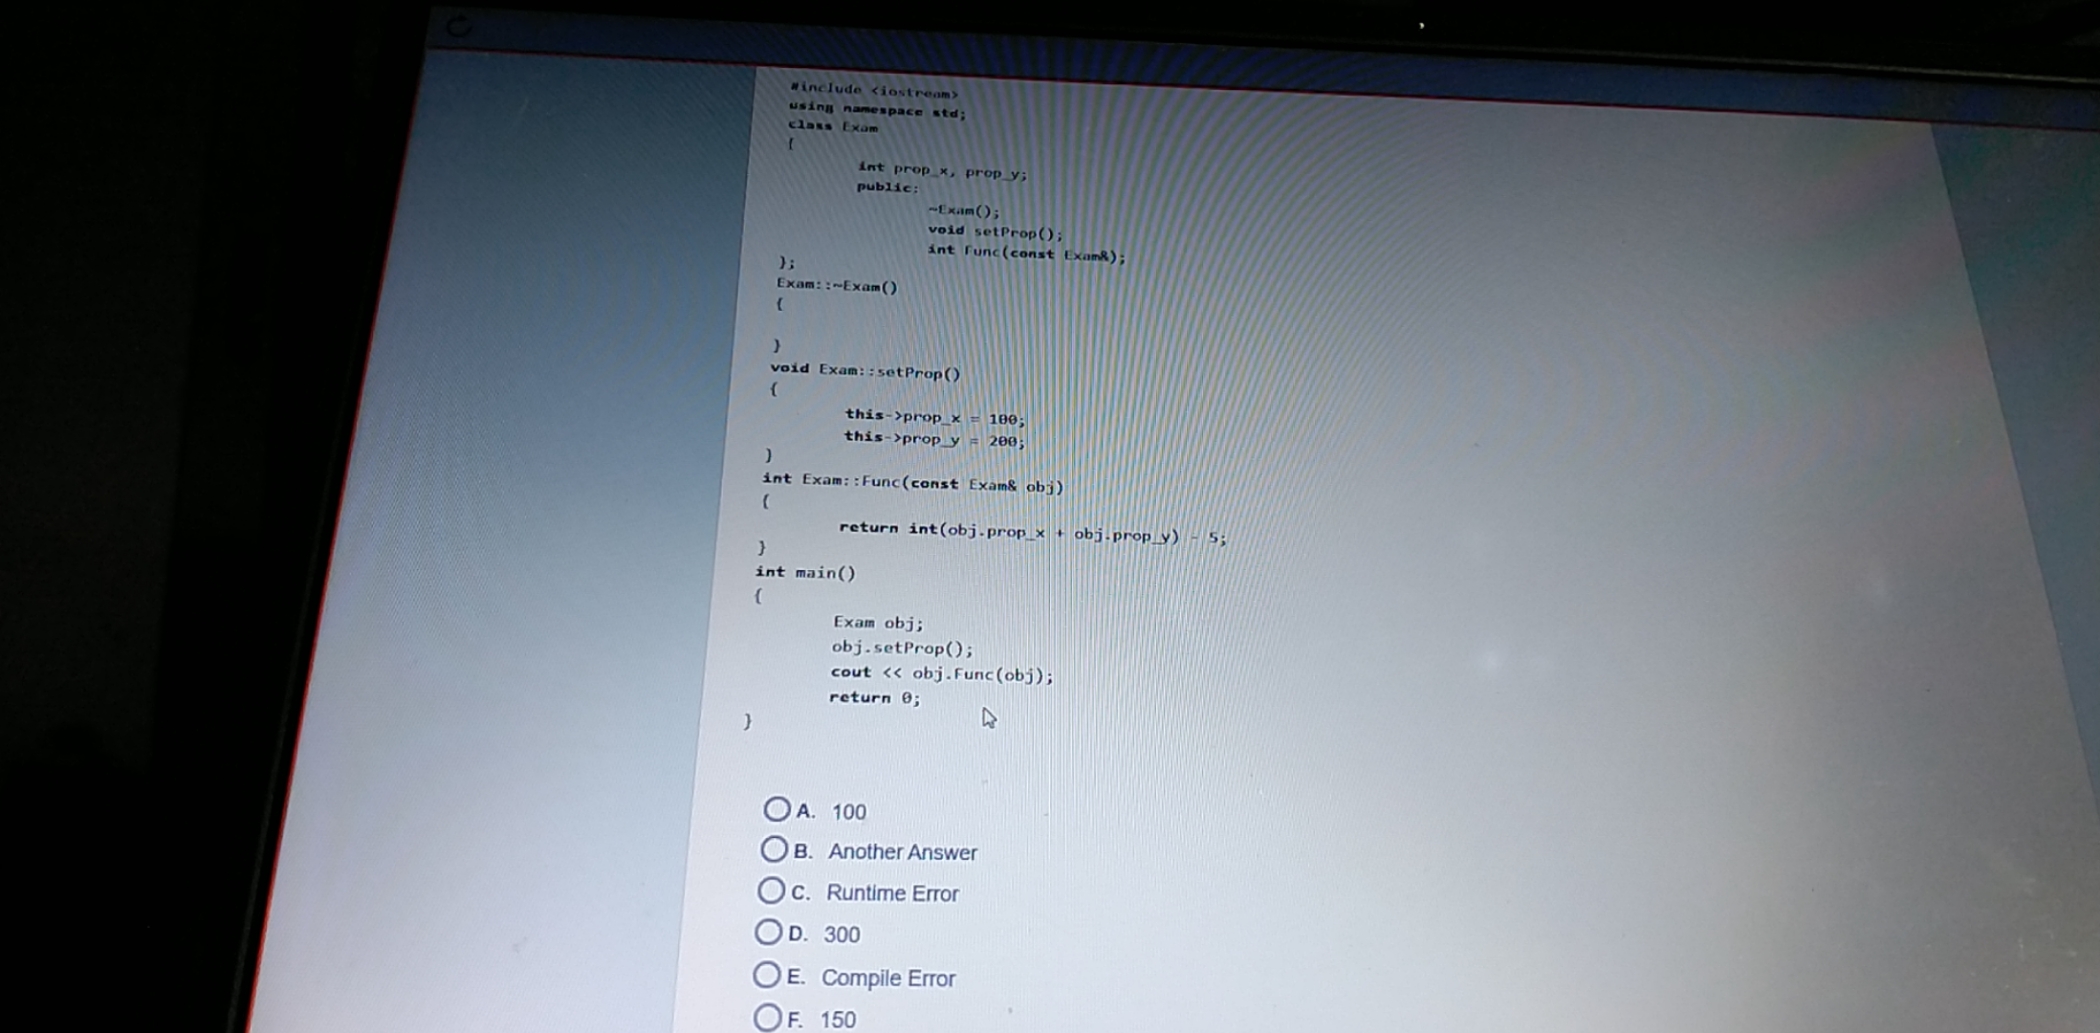 #include <iostream>
using namespace std;
class Exam
{
int prop_x, prop_y;
public:
~Exam();
void setProp();
int Func(const Exam&);
};
Exam::~Exam()
{
}
void Exam::setProp()
{
this->prop_x = 100;
this->prop_y = 200;
}
int Exam::Func(const Exam& obj)
{
return int(obj.prop_x + obj.prop_y) - 5;
}
int main()
{
Exam obj;
obj.setProp();
cout << obj.Func(obj);
return 0;
}
A. 100
B. Another Answer
C. Runtime Error
D. 300
E. Compile Error
F. 150